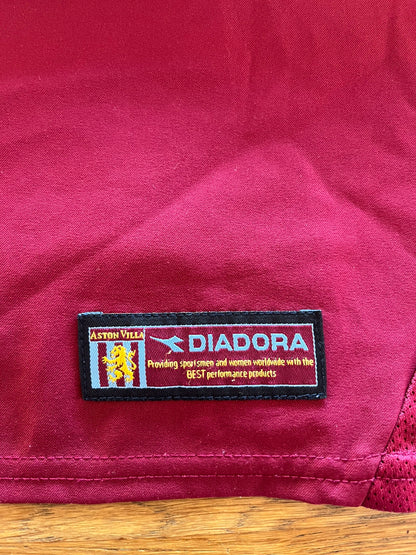 ASTON VILLA
DIADORA
Providing sportsmen and women worldwide with the
BEST performance products